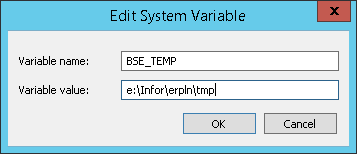 Edit System Variable
x
Variable name: BSE_TEMP
Variable value: e:\Infor\erpln\tmp
OK Cancel